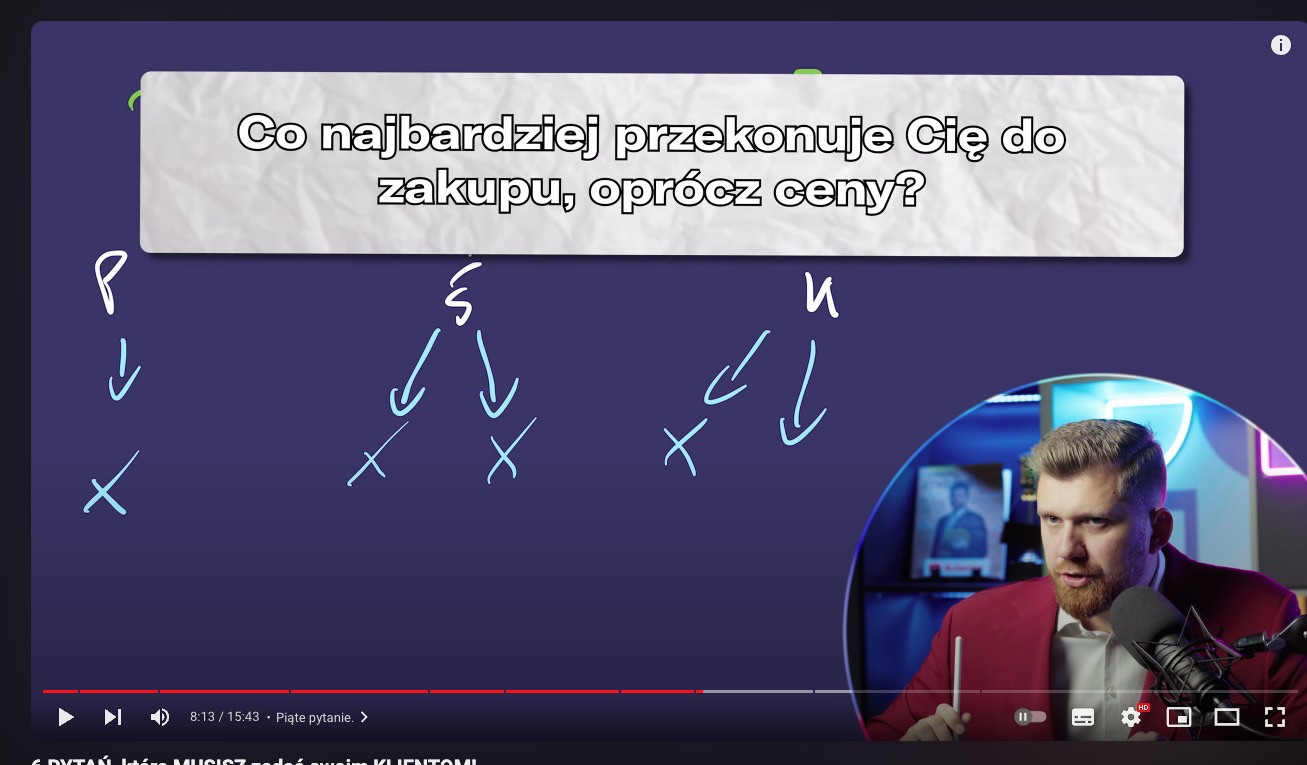 Co najbardziej przekonuje Cię do
zakupu, oprócz ceny?
P
Ś
U
X
X
X
X
8:13 / 15:43 • Piąte pytanie.
HD
6 PYTAŃ, które MUSISZ zadać swoim KLIENTOM!